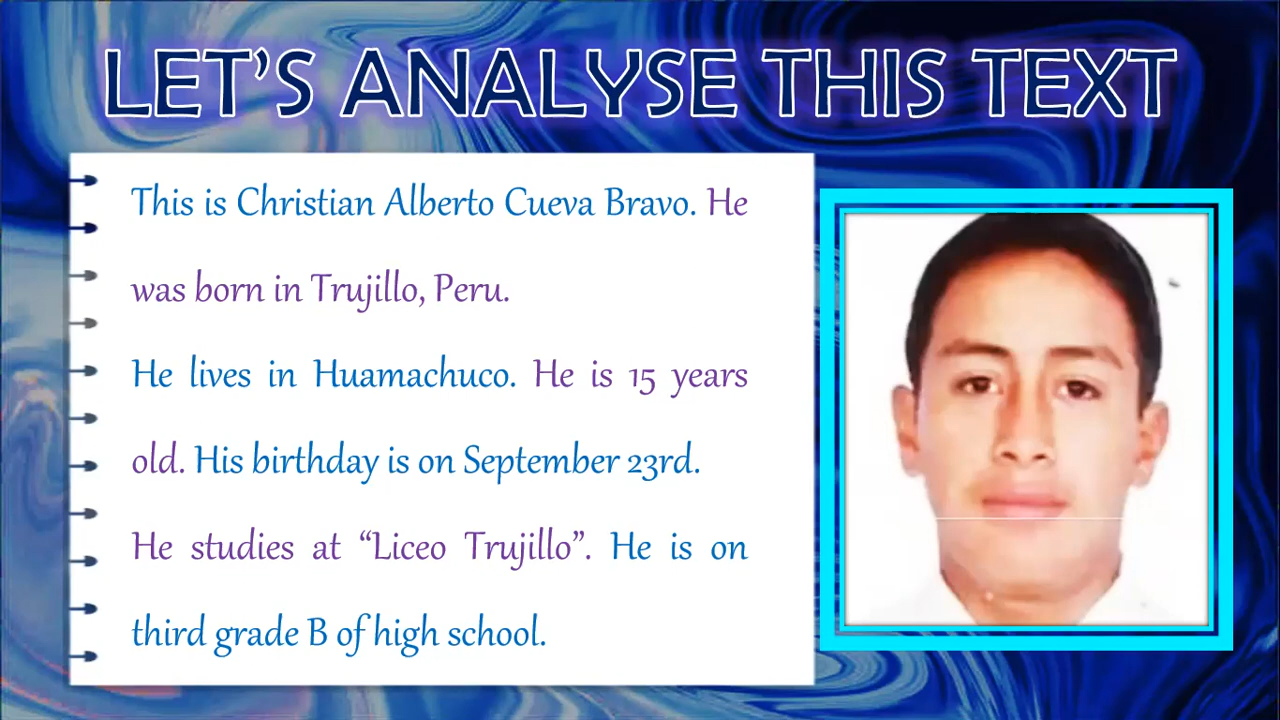 LET'S ANALYSE THIS TEXT
This is Christian Alberto Cueva Bravo. He
was born in Trujillo, Peru.
He lives in Huamachuco. He is 15 years
old. His birthday is on September 23rd.
He studies at “Liceo Trujillo”. He is on
third grade B of high school.